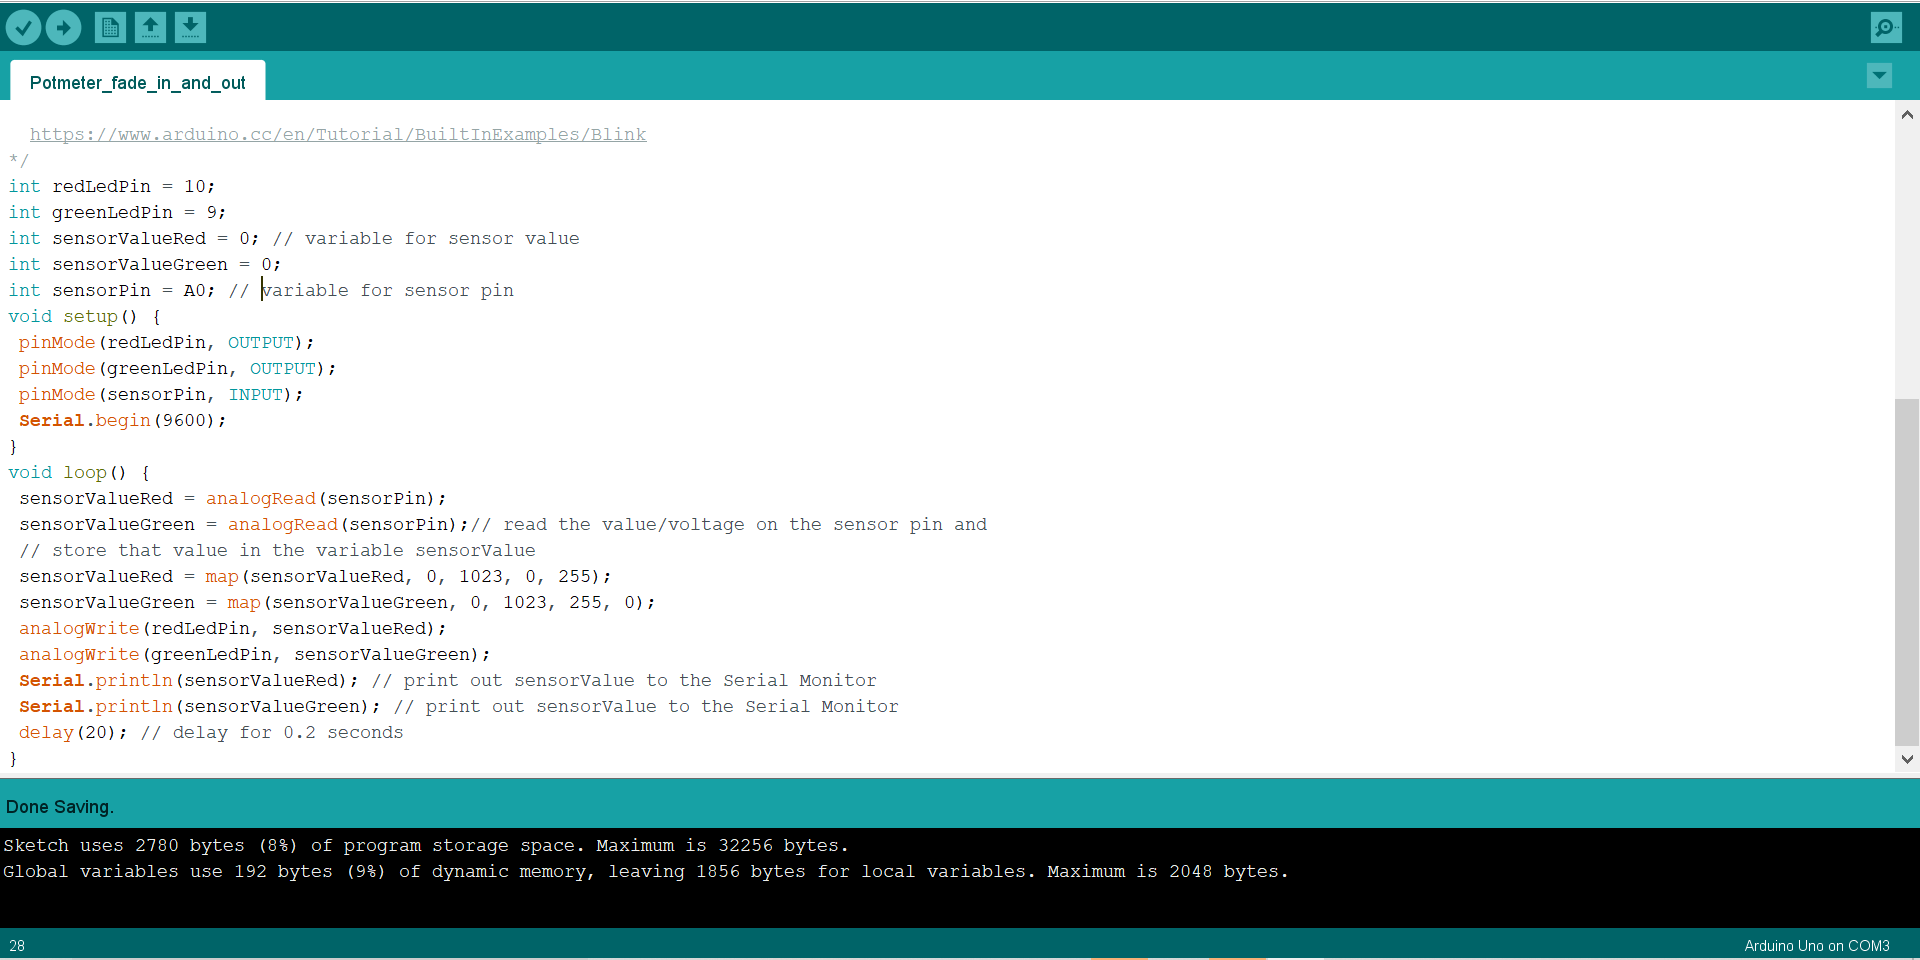 Potmeter_fade_in_and_out
https://www.arduino.cc/en/Tutorial/BuiltInExamples/Blink
*/
int redLedPin = 10;
int greenLedPin = 9;
int sensorValueRed = 0; // variable for sensor value
int sensorValueGreen = 0;
int sensorPin = A0; // variable for sensor pin
void setup() {
 pinMode(redLedPin, OUTPUT);
 pinMode(greenLedPin, OUTPUT);
 pinMode(sensorPin, INPUT);
 Serial.begin(9600);
}
void loop() {
 sensorValueRed = analogRead(sensorPin);
 sensorValueGreen = analogRead(sensorPin);// read the value/voltage on the sensor pin and
 // store that value in the variable sensorValue
 sensorValueRed = map(sensorValueRed, 0, 1023, 0, 255);
 sensorValueGreen = map(sensorValueGreen, 0, 1023, 255, 0);
 analogWrite(redLedPin, sensorValueRed);
 analogWrite(greenLedPin, sensorValueGreen);
 Serial.println(sensorValueRed); // print out sensorValue to the Serial Monitor
 Serial.println(sensorValueGreen); // print out sensorValue to the Serial Monitor
 delay(20); // delay for 0.2 seconds
}
Done Saving.
Sketch uses 2780 bytes (8%) of program storage space. Maximum is 32256 bytes.
Global variables use 192 bytes (9%) of dynamic memory, leaving 1856 bytes for local variables. Maximum is 2048 bytes.
28
Arduino Uno on COM3